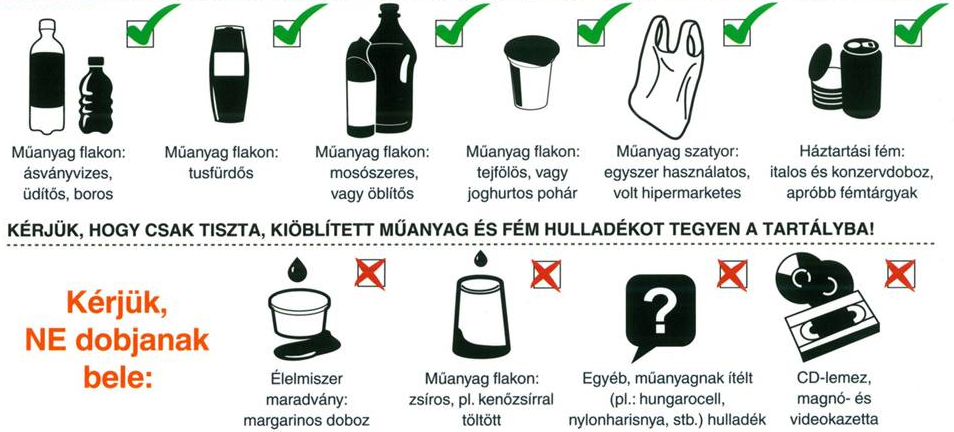 Műanyag flakon:
ásványvizes,
üdítős, boros
Műanyag flakon:
tusfürdős
Műanyag flakon:
mosószeres,
vagy öblítős
Műanyag flakon:
tejfölös, vagy
joghurtos pohár
Műanyag szatyor:
egyszer használatos,
volt hipermarketes
Háztartási fém:
italos és konzervdoboz,
apróbb fémtárgyak
KÉRJÜK, HOGY CSAK TISZTA, KIÖBLÍTETT MŰANYAG ÉS FÉM HULLADÉKOT TEGYEN A TARTÁLYBA!
Kérjük,
NE dobjanak
bele:
Élelmiszer
maradvány:
margarinos doboz
Műanyag flakon:
zsíros, pl. kenőzsírral
töltött
?
Egyéb, műanyagnak ítélt
(pl.: hungarocell,
nylonharisnya, stb.) hulladék
CD-lemez,
magnó- és
videokazetta